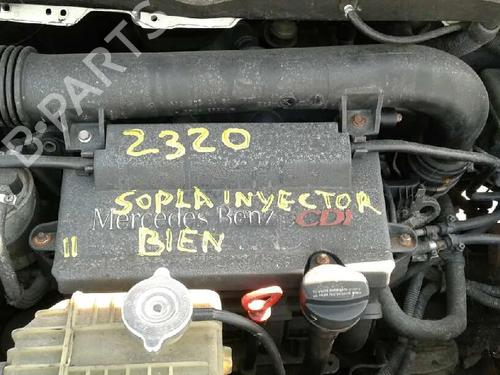 B-PARTS
2320
SOPLA INYECTOR
Mercedes Benz CDI
BIEN
11